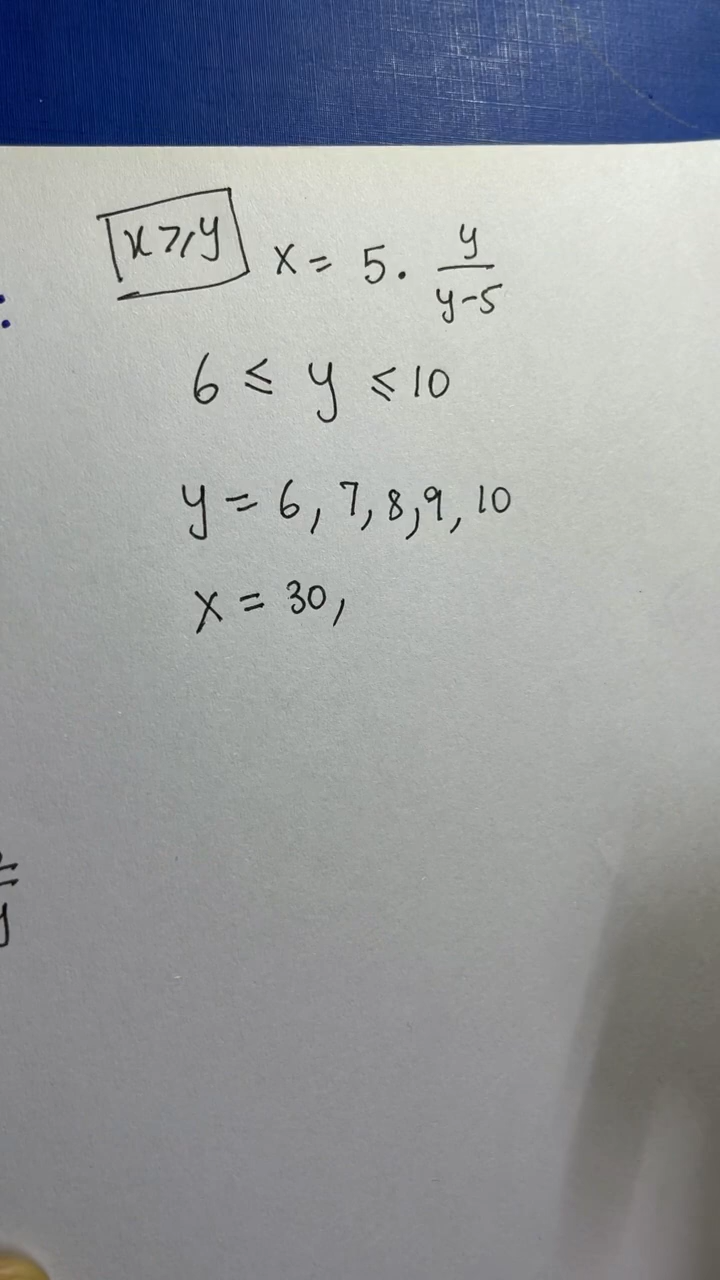 x ⩾ y x = 5 · y/(y-5)
6 ⩽ y ⩽ 10
y = 6, 7, 8, 9, 10
x = 30,
y